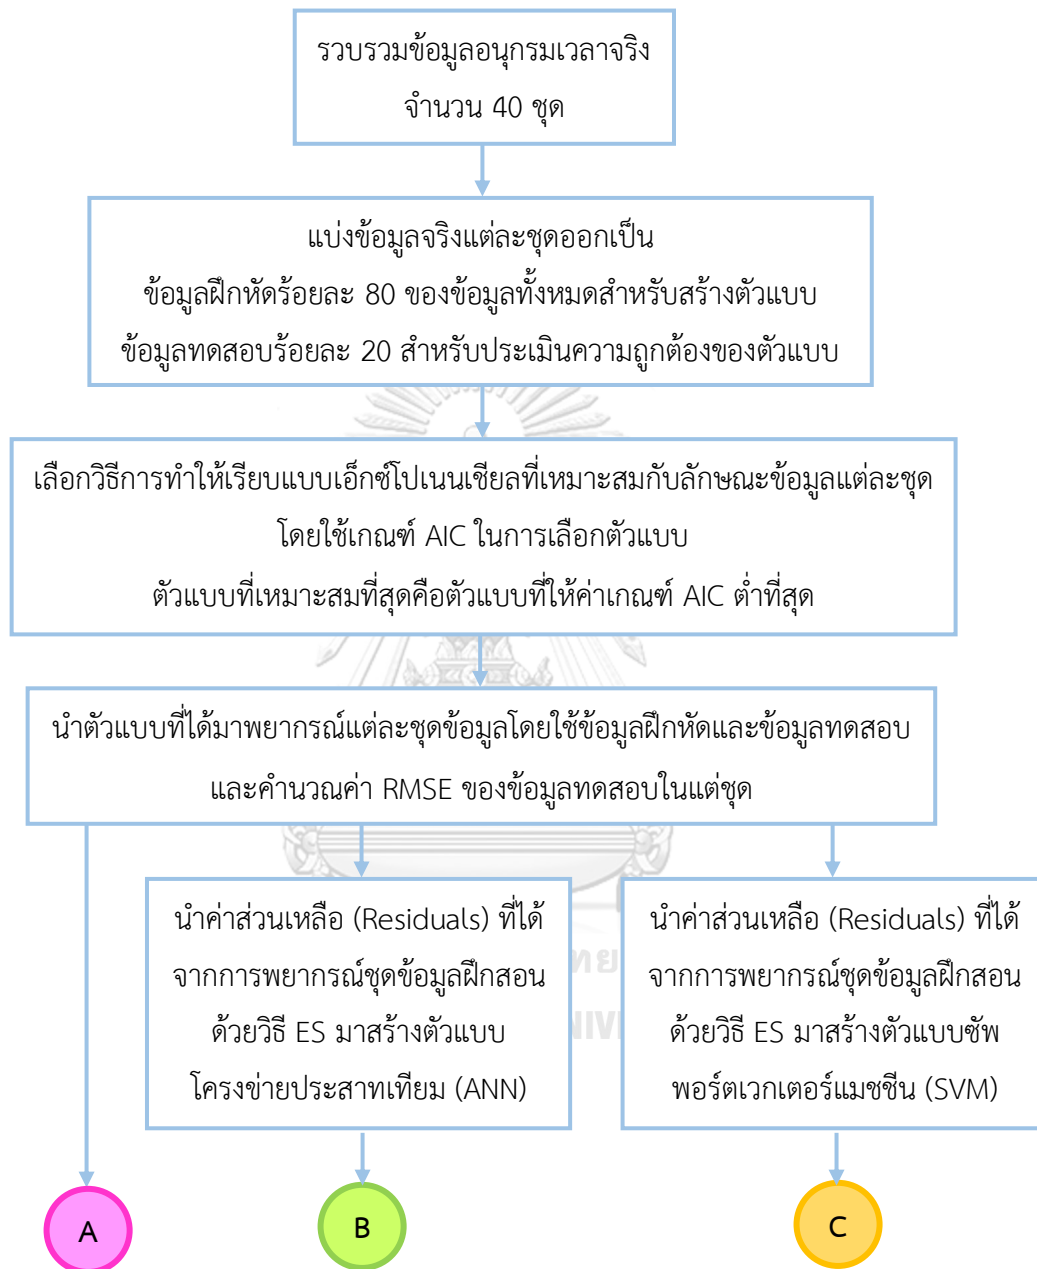 รวบรวมข้อมูลอนุกรมเวลาจริง
จำนวน 40 ชุด
แบ่งข้อมูลจริงแต่ละชุดออกเป็น
ข้อมูลฝึกหัดร้อยละ 80 ของข้อมูลทั้งหมดสำหรับสร้างตัวแบบ
ข้อมูลทดสอบร้อยละ 20 สำหรับประเมินความถูกต้องของตัวแบบ
เลือกวิธีการทำให้เรียบแบบเอ็กซ์โปเนนเชียลที่เหมาะสมกับลักษณะข้อมูลแต่ละชุด
โดยใช้เกณฑ์ AIC ในการเลือกตัวแบบ
ตัวแบบที่เหมาะสมที่สุดคือตัวแบบที่ให้ค่าเกณฑ์ AIC ต่ำที่สุด
นำตัวแบบที่ได้มาพยากรณ์แต่ละชุดข้อมูลโดยใช้ข้อมูลฝึกหัดและข้อมูลทดสอบ
และคำนวณค่า RMSE ของข้อมูลทดสอบในแต่ชุด
นำค่าส่วนเหลือ (Residuals) ที่ได้
จากการพยากรณ์ชุดข้อมูลฝึกสอน
ด้วยวิธี ES มาสร้างตัวแบบ
โครงข่ายประสาทเทียม (ANN)
นำค่าส่วนเหลือ (Residuals) ที่ได้
จากการพยากรณ์ชุดข้อมูลฝึกสอน
ด้วยวิธี ES มาสร้างตัวแบบซัพ
พอร์ตเวกเตอร์แมชชีน (SVM)
A
B
C